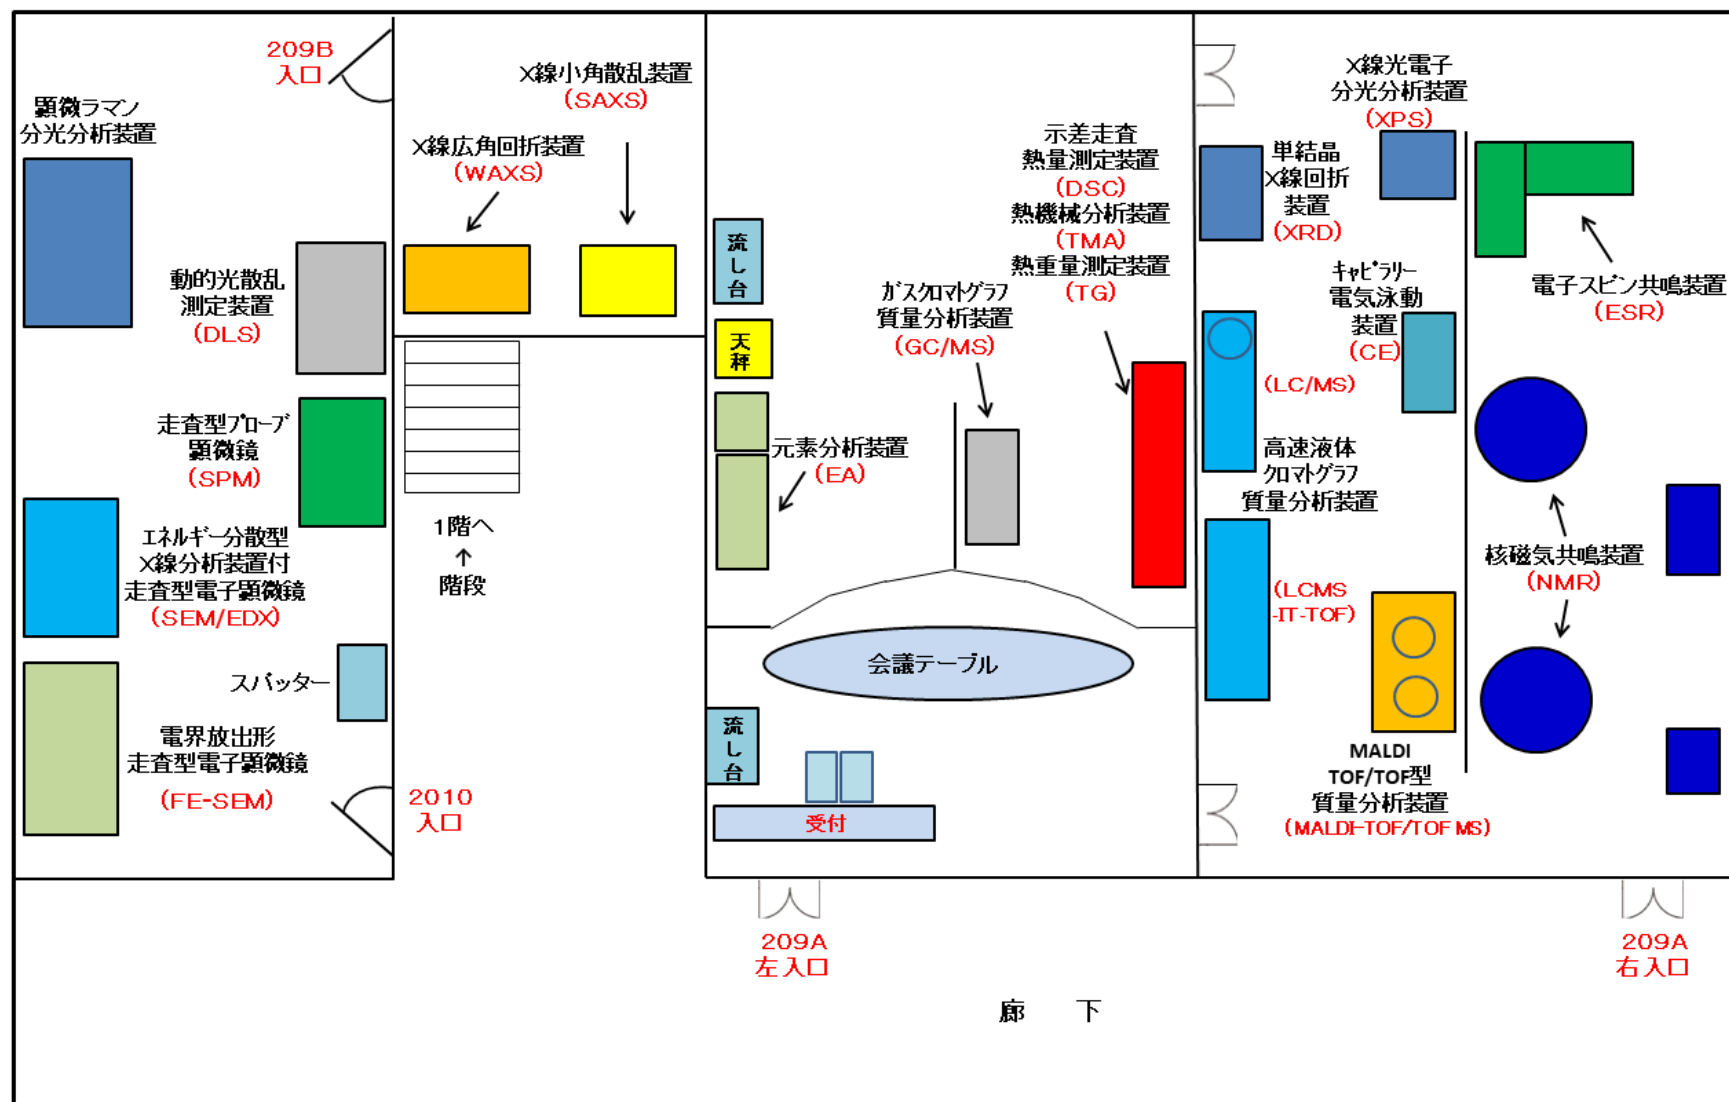 209B
入口
顕微ラマン
分光分析装置
動的光散乱
測定装置
(DLS)
走査型ﾌﾟﾛｰﾌﾞ
顕微鏡
(SPM)
ｴﾈﾙｷﾞｰ分散型
X線分析装置付
走査型電子顕微鏡
(SEM/EDX)
スパッター
電界放出形
走査型電子顕微鏡
(FE-SEM)
2010
入口
X線小角散乱装置
(SAXS)
X線広角回折装置
(WAXS)
1階へ
↑
階段
流し台
天秤
元素分析装置
(EA)
ｶﾞｽｸﾛﾏﾄｸﾞﾗﾌ
質量分析装置
(GC/MS)
示差走査
熱量測定装置
(DSC)
熱機械分析装置
(TMA)
熱重量測定装置
(TG)
会議テーブル
流し台
受付
X線光電子
分光分析装置
(XPS)
単結晶
X線回折
装置
(XRD)
ｷｬﾋﾟﾗﾘｰ
電気泳動
装置
(CE)
(LC/MS)
高速液体
ｸﾛﾏﾄｸﾞﾗﾌ
質量分析装置
(LCMS
-IT-TOF)
MALDI
TOF/TOF型
質量分析装置
(MALDI-TOF/TOF MS)
電子スピン共鳴装置
(ESR)
核磁気共鳴装置
(NMR)
209A
左入口
209A
右入口
廊　下